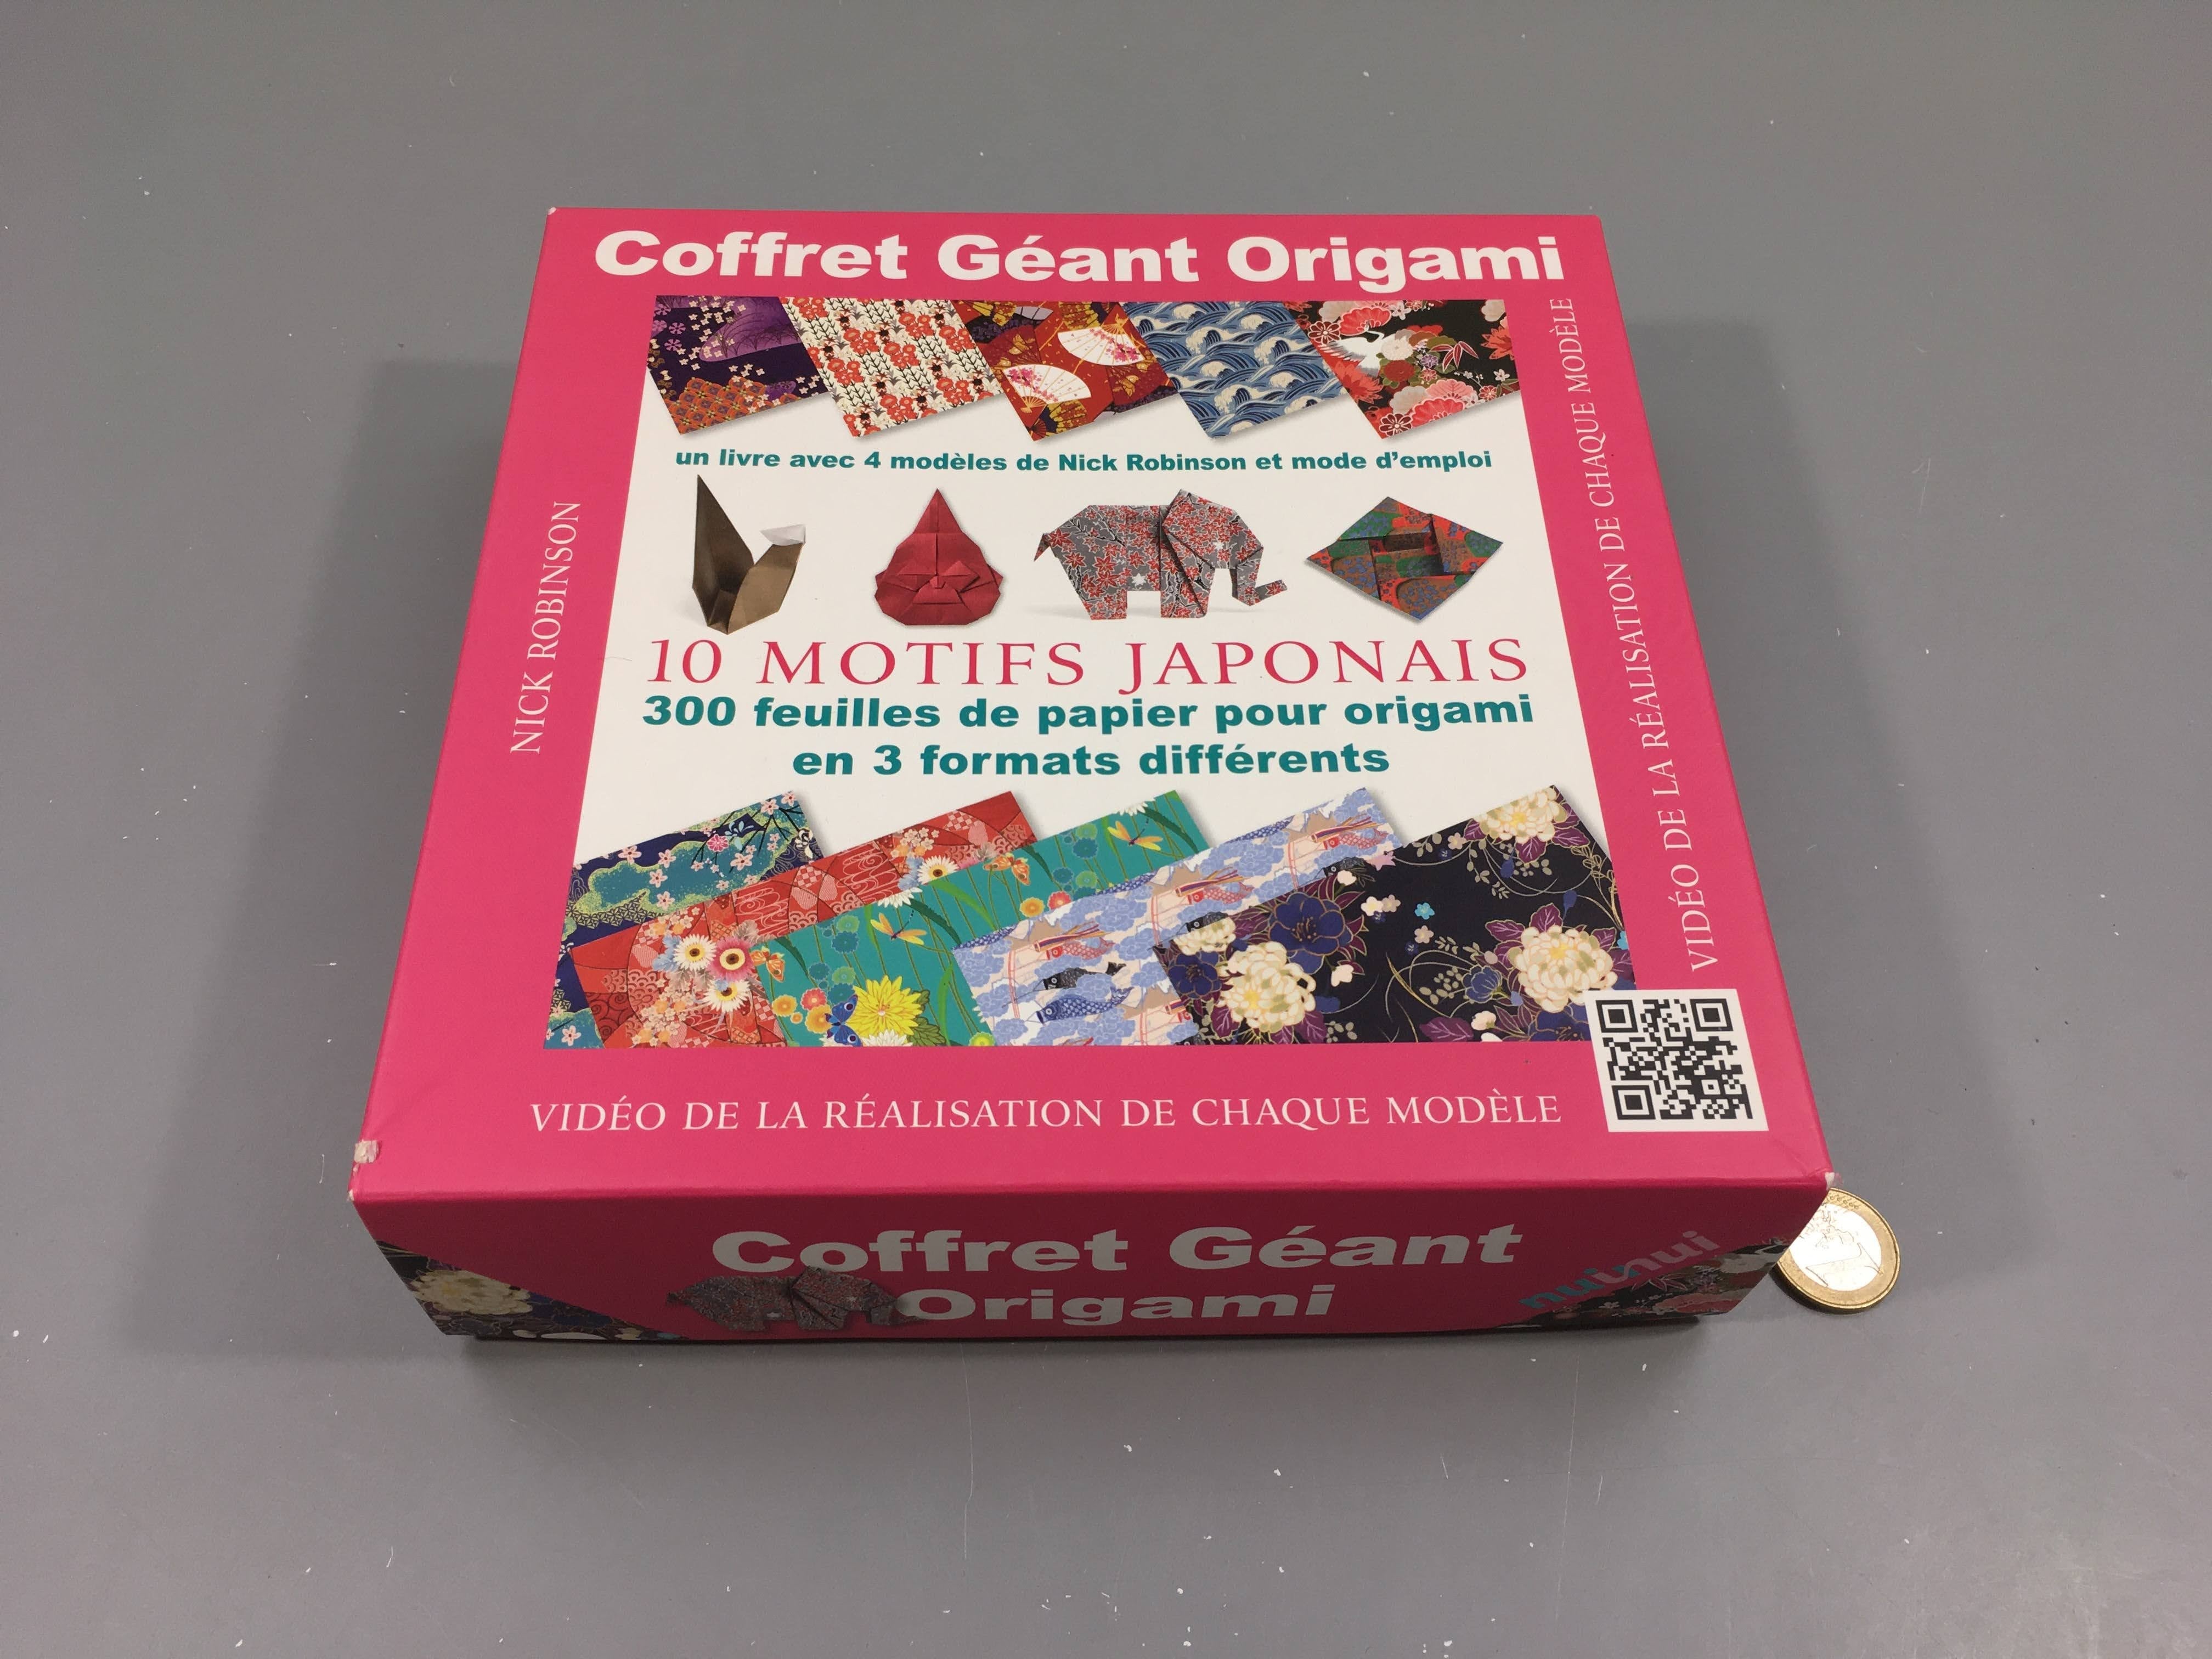 Coffret Géant Origami
un livre avec 4 modèles de Nick Robinson et mode d'emploi
10 MOTIFS JAPONAIS
300 feuilles de papier pour origami
en 3 formats différents
NICK ROBINSON
VIDÉO DE LA RÉALISATION DE CHAQUE MODÈLE
VIDÉO DE LA RÉALISATION DE CHAQUE MODÈLE
Coffret Géant
Origami
nuinui
1